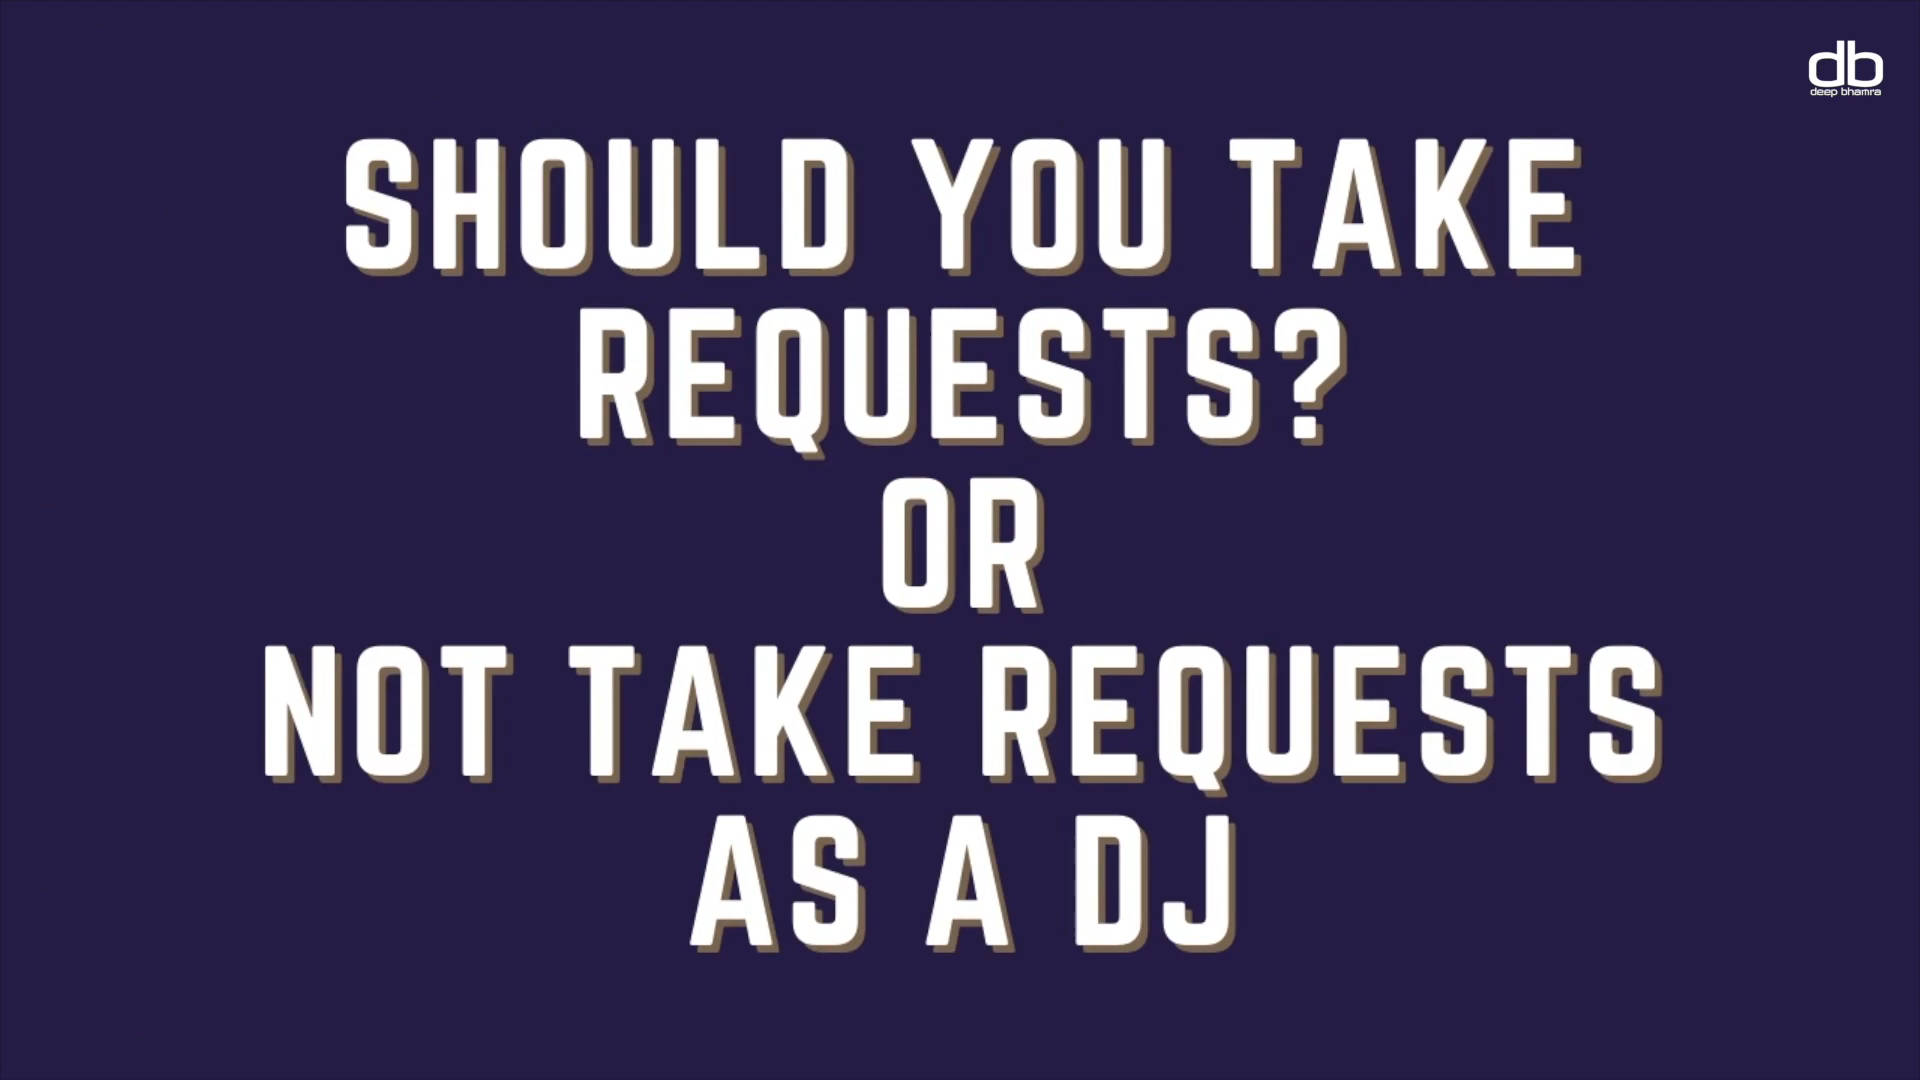 db
deep bhamra
SHOULD YOU TAKE
REQUESTS?
OR
NOT TAKE REQUESTS
AS A DJ